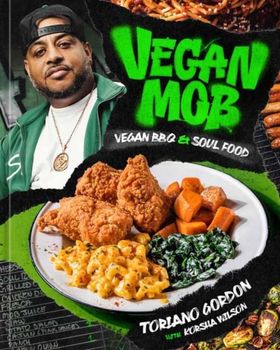 VEGAN
MOB
VEGAN BBQ & SOUL FOOD
TORIANO GORDON
WITH KORSHA WILSON